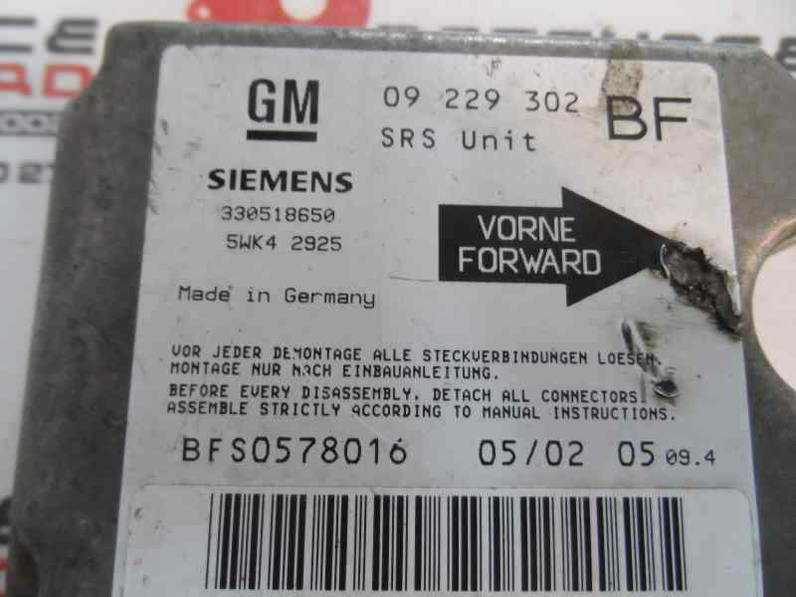 GM 09 229 302 BF
SRS Unit
SIEMENS
330518650
5WK4 2925
VORNE
FORWARD
Made in Germany
VOR JEDER DEMONTAGE ALLE STECKVERBINDUNGEN LOESEN.
MONTAGE NUR NACH EINBAUANLEITUNG.
BEFORE EVERY DISASSEMBLY, DETACH ALL CONNECTORS.
ASSEMBLE STRICTLY ACCORDING TO MANUAL INSTRUCTIONS.
BFS0578016 05/02 05 09.4